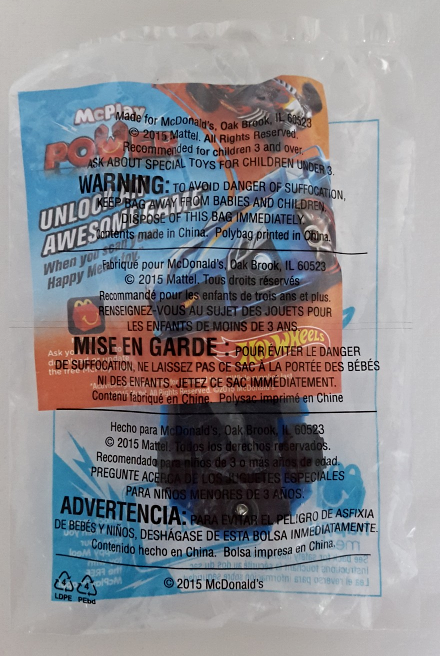 McPlay
Made for McDonald's, Oak Brook, IL 60523
© 2015 Mattel. All Rights Reserved.
Recommended for children 3 and over.
ASK ABOUT SPECIAL TOYS FOR CHILDREN UNDER 3.
WARNING: TO AVOID DANGER OF SUFFOCATION,
KEEP BAG AWAY FROM BABIES AND CHILDREN.
DISPOSE OF THIS BAG IMMEDIATELY.
Contents made in China. Polybag printed in China.
UNLOCK
AWESOME
When you scan
Happy Meal
Fabriqué pour McDonald's, Oak Brook, IL 60523
© 2015 Mattel. Tous droits réservés
Recommandé pour les enfants de trois ans et plus.
RENSEIGNEZ-VOUS AU SUJET DES JOUETS POUR
LES ENFANTS DE MOINS DE 3 ANS.
MISE EN GARDE : POUR ÉVITER LE DANGER
DE SUFFOCATION, NE LAISSEZ PAS CE SAC À LA PORTÉE DES BÉBÉS
NI DES ENFANTS. JETEZ CE SAC IMMÉDIATEMENT.
Contenu fabriqué en Chine. Polysac imprimé en Chine
HOT WHEELS
Hecho para McDonald's, Oak Brook, IL 60523
© 2015 Mattel. Todos los derechos reservados.
Recomendado para niños de 3 o más años de edad.
PREGUNTE ACERCA DE LOS JUGUETES ESPECIALES
PARA NIÑOS MENORES DE 3 AÑOS.
ADVERTENCIA: PARA EVITAR EL PELIGRO DE ASFIXIA
DE BEBÉS Y NIÑOS, DESHÁGASE DE ESTA BOLSA INMEDIATAMENTE.
Contenido hecho en China. Bolsa impresa en China.
© 2015 McDonald's
4 4
LDPE PEbd